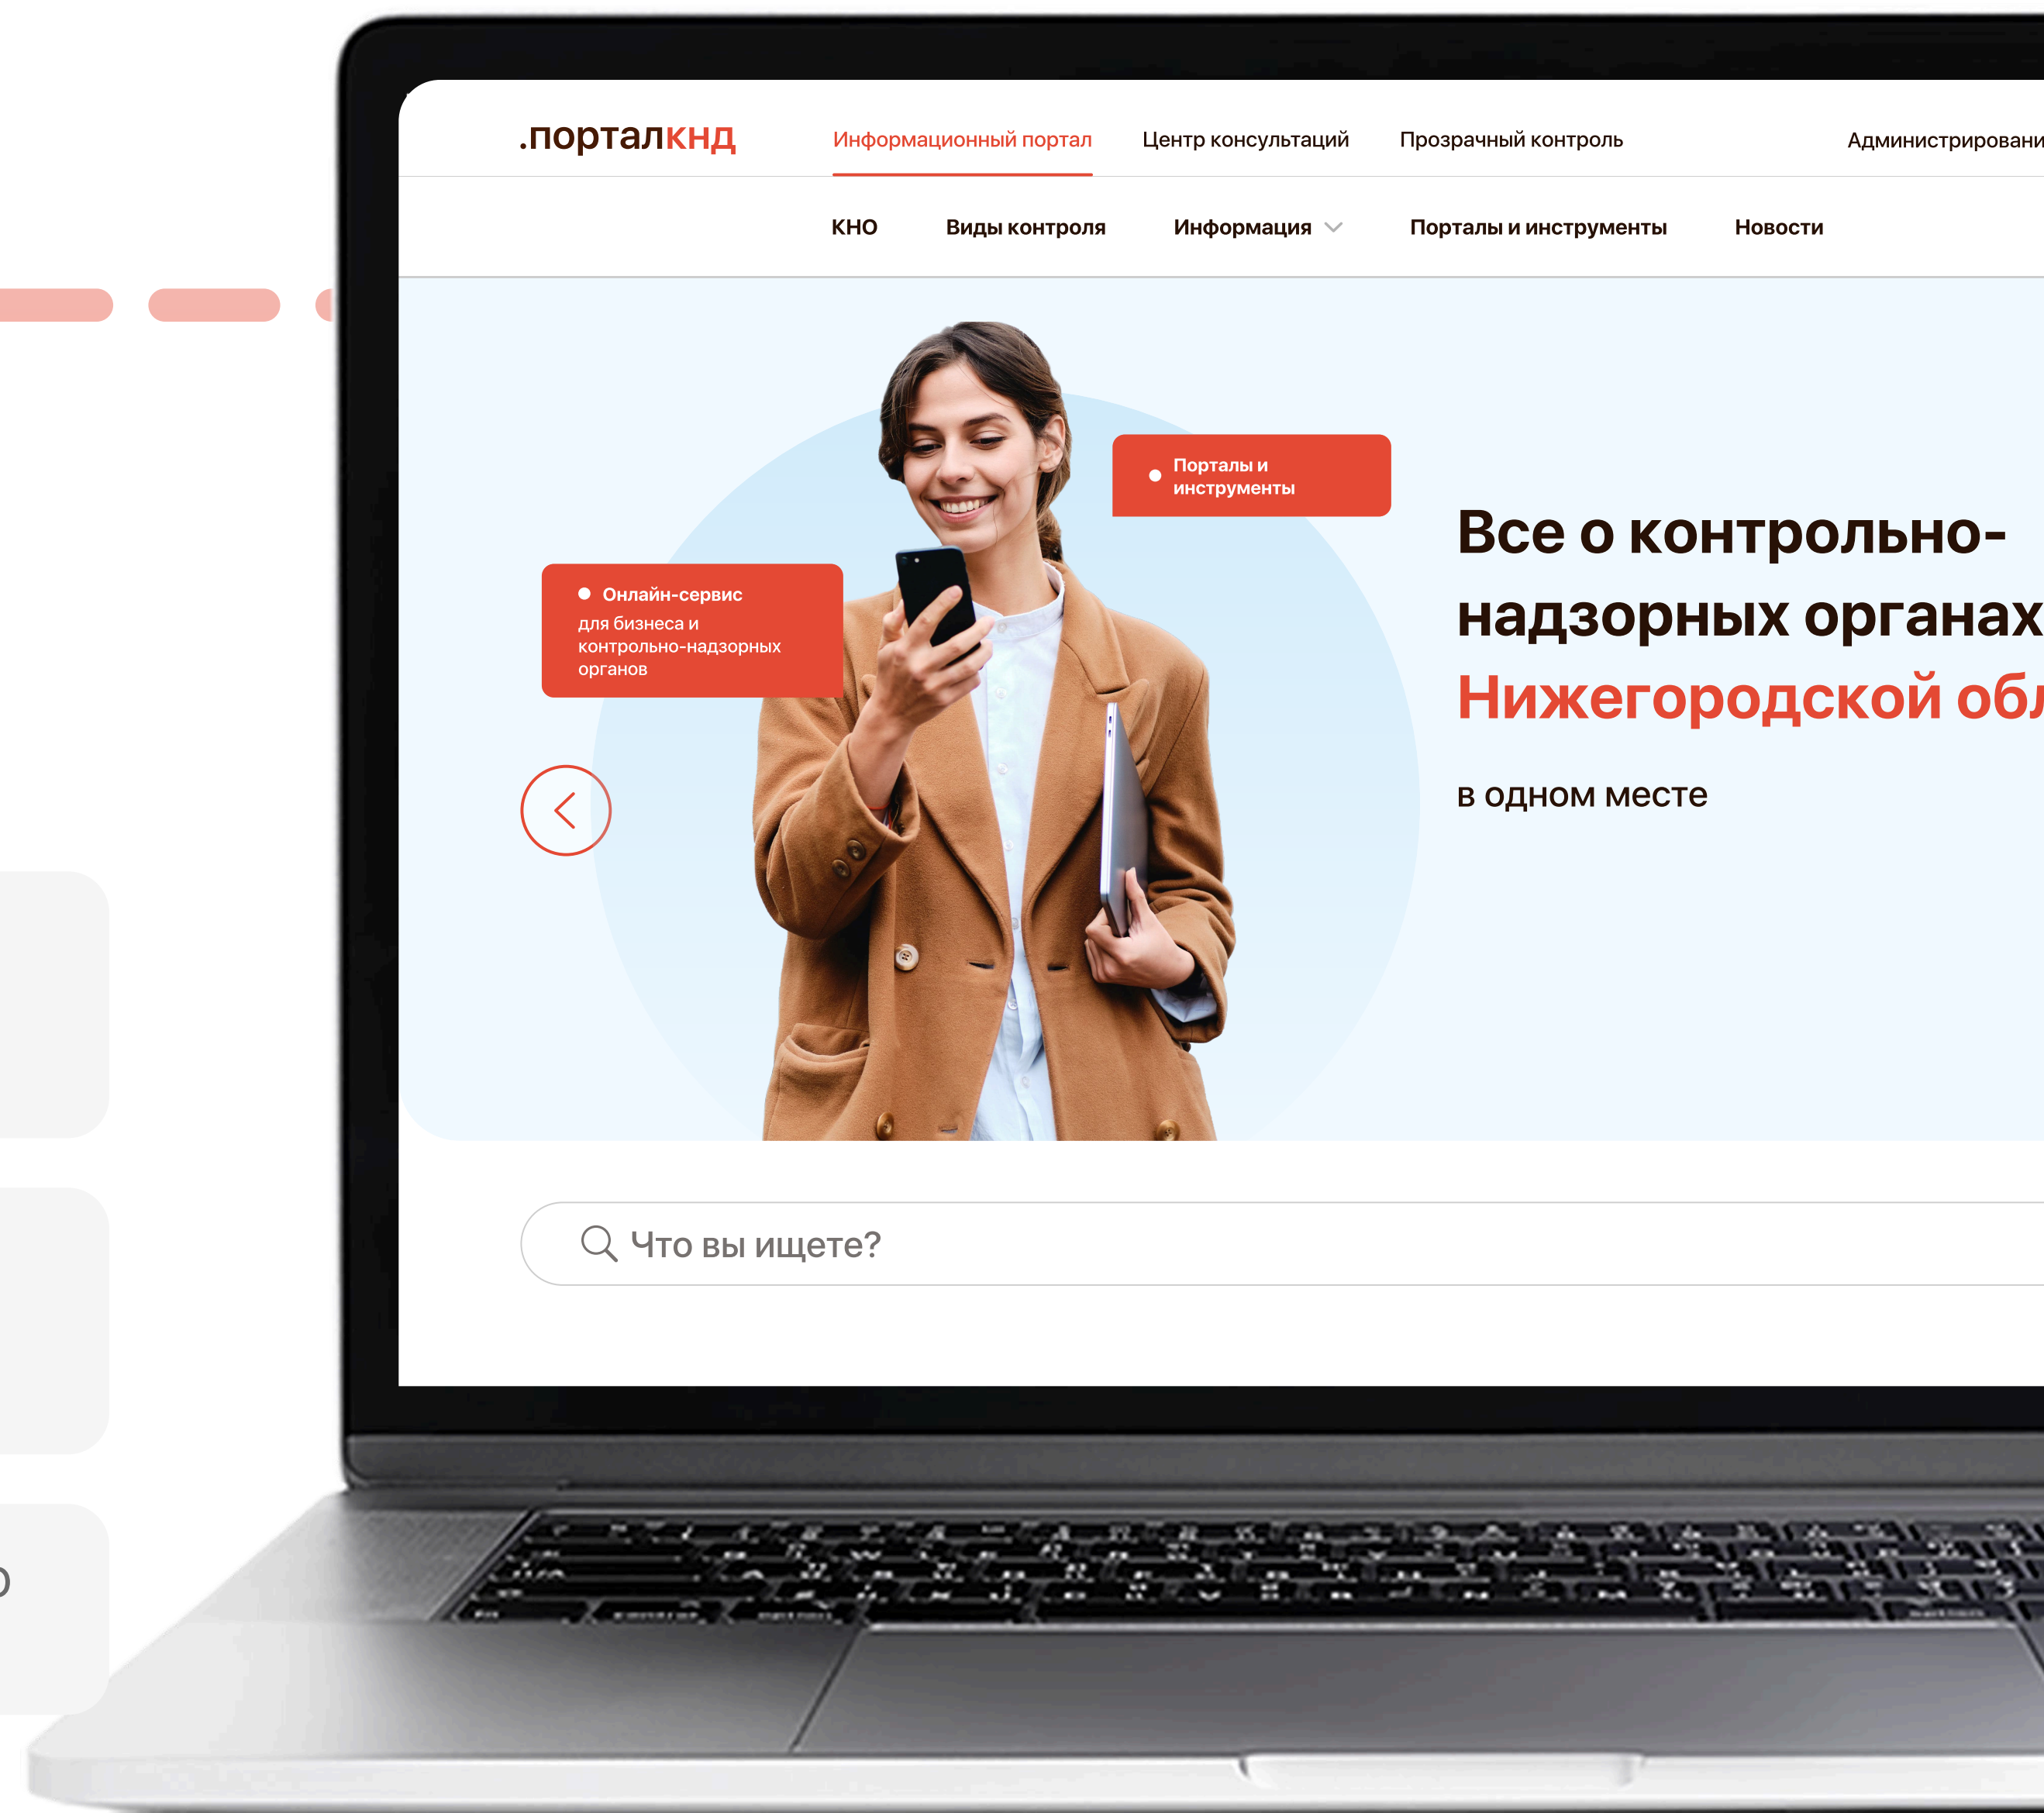 .порталкнд
Информационный портал
Центр консультаций
Прозрачный контроль
КНО
Виды контроля
Информация
Порталы и инструменты
Новости
Порталы и
инструменты
Онлайн-сервис
для бизнеса и
контрольно-надзорных
органов
Все о контрольно-
надзорных органах
Нижегородской
в одном месте
Что вы ищете?